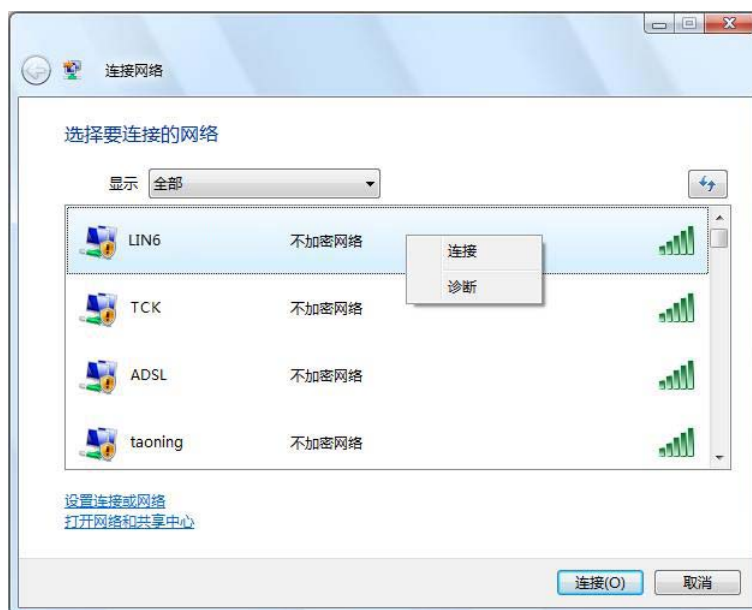 连接网络
选择要连接的网络
显示 全部
LIN6 不加密网络
连接
诊断
TCK 不加密网络
ADSL 不加密网络
taoning 不加密网络
设置连接或网络
打开网络和共享中心
连接(O) 取消